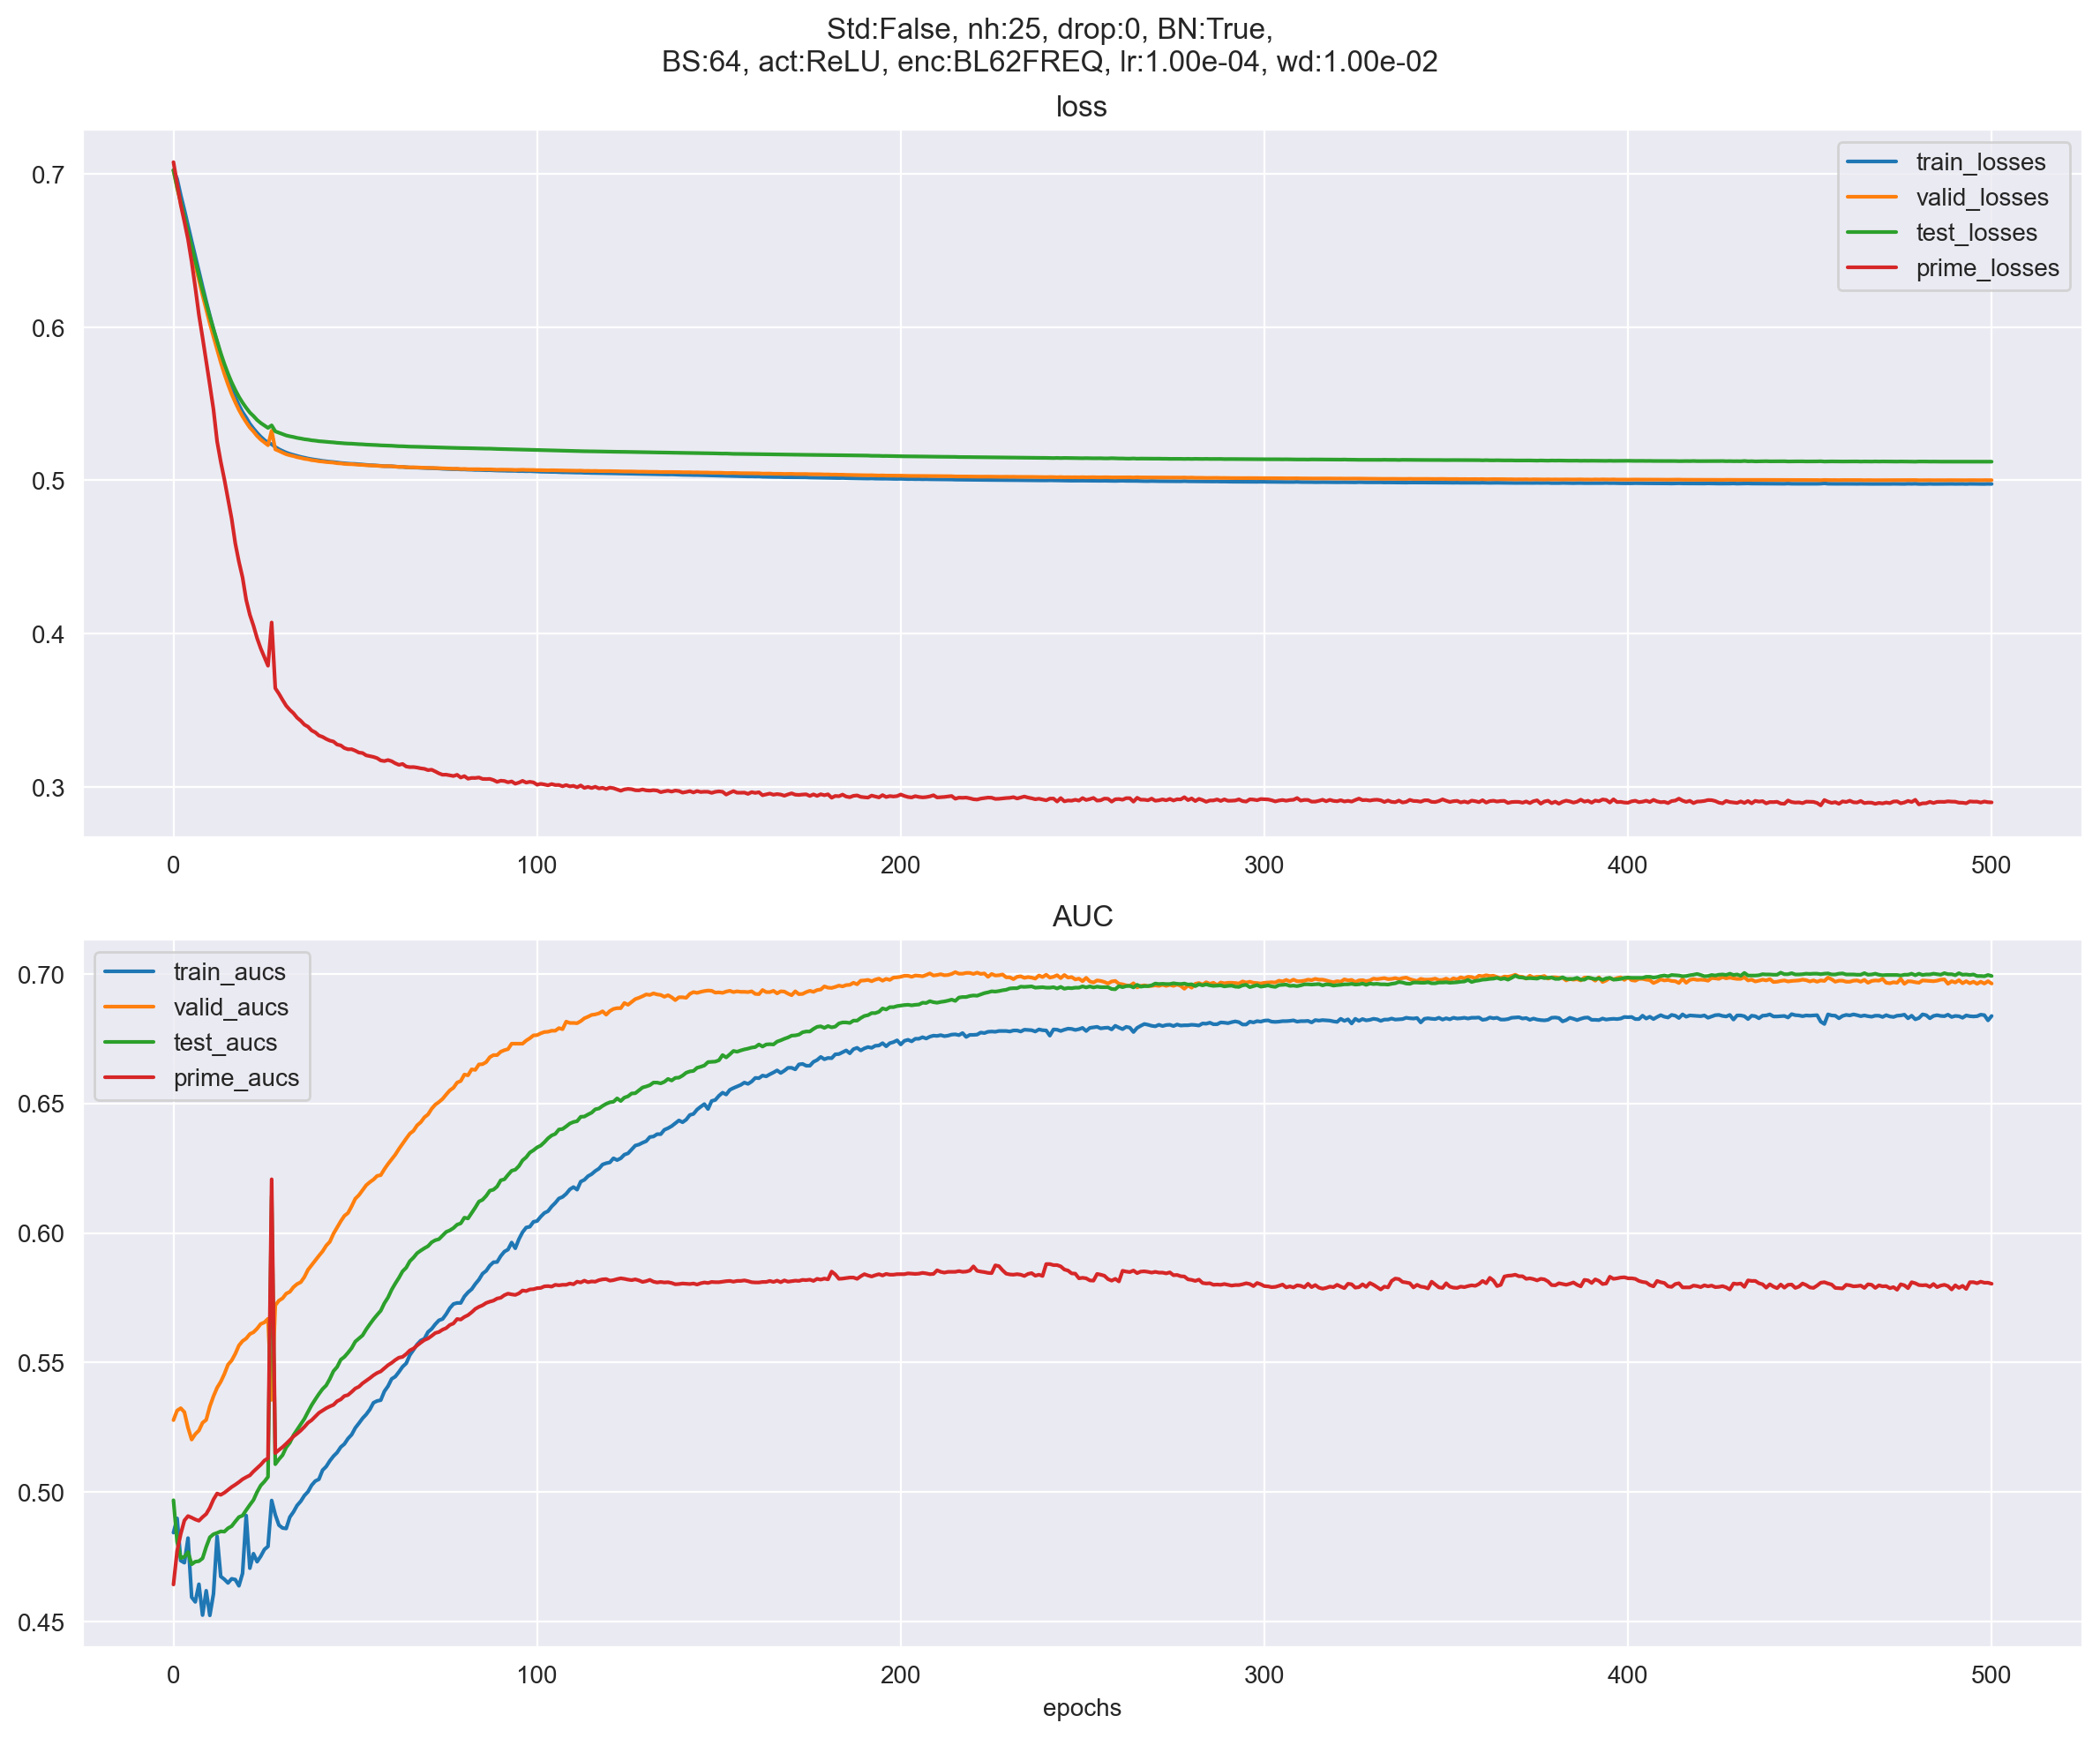 Std:False, nh:25, drop:0, BN:True,
BS:64, act:ReLU, enc:BL62FREQ, lr:1.00e-04, wd:1.00e-02
loss
train_losses
valid_losses
test_losses
prime_losses
0.7
0.6
0.5
0.4
0.3
0 100 200 300 400 500
AUC
train_aucs
valid_aucs
test_aucs
prime_aucs
0.70
0.65
0.60
0.55
0.50
0.45
0 100 200 300 400 500
epochs